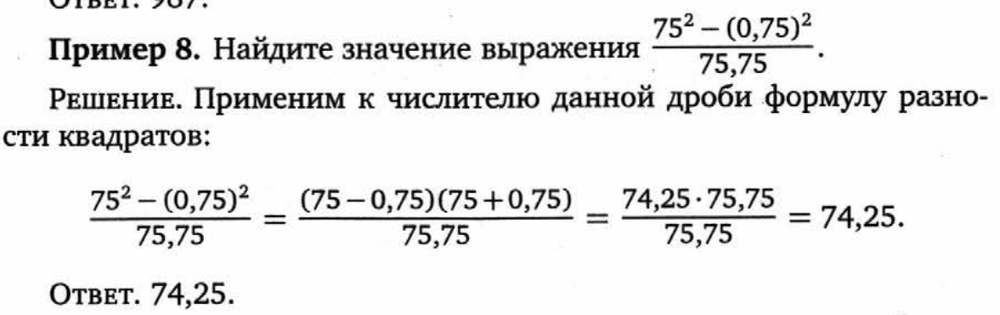 Ответ. 987.
Пример 8. Найдите значение выражения \frac{75^2 - (0,75)^2}{75,75}.
Решение. Применим к числителю данной дроби формулу разно-
сти квадратов:
\frac{75^2 - (0,75)^2}{75,75} = \frac{(75 - 0,75)(75 + 0,75)}{75,75} = \frac{74,25 \cdot 75,75}{75,75} = 74,25.
Ответ. 74,25.